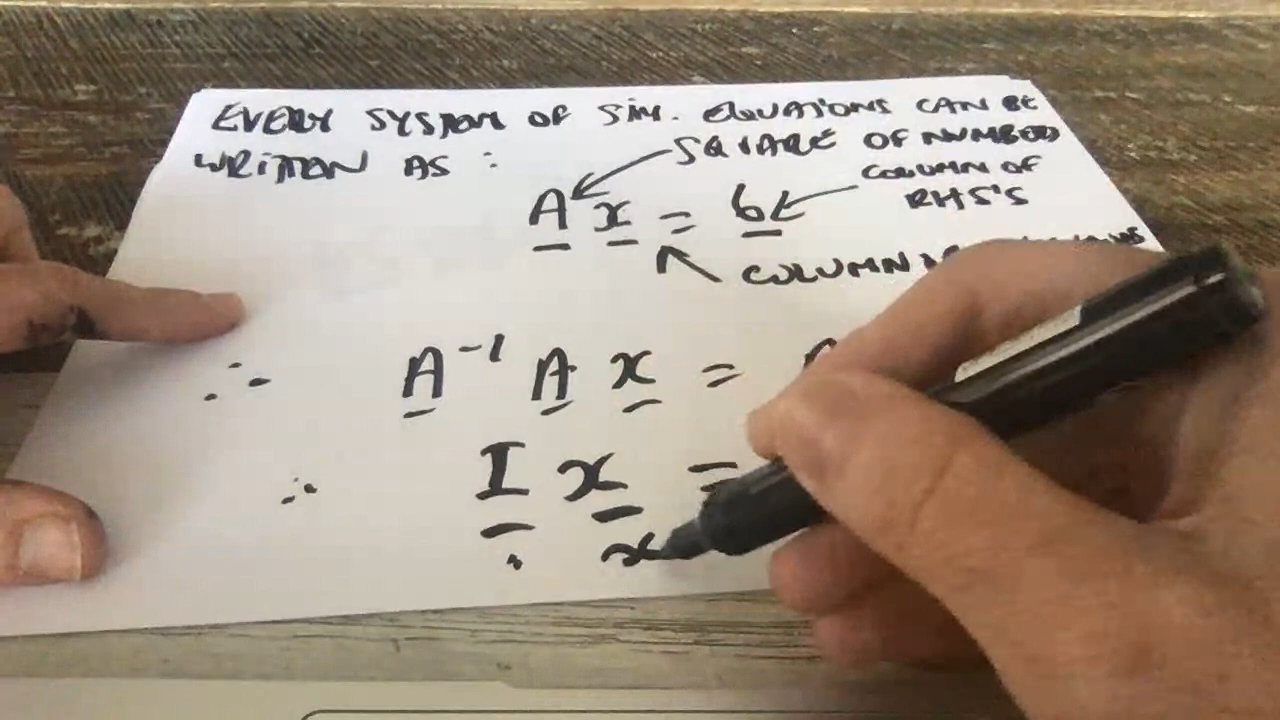 EVERY SYSTEM OF SIM. EQUATIONS CAN BE
WRITTEN AS :
SQUARE OF NUMBERS
A x = b
COLUMN OF
RHS'S
COLUMN
∴ A⁻¹ A x =
∴ I x =
x